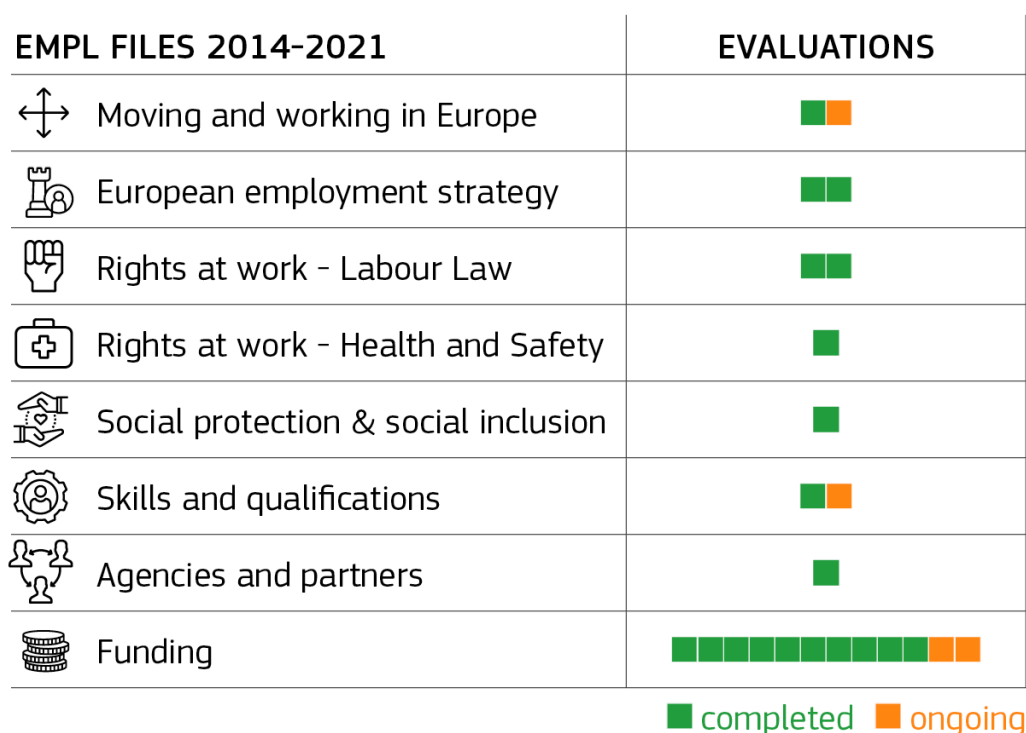 EMPL FILES 2014-2021 EVALUATIONS
Moving and working in Europe
European employment strategy
Rights at work - Labour Law
Rights at work - Health and Safety
Social protection & social inclusion
Skills and qualifications
Agencies and partners
Funding
completed ongoing